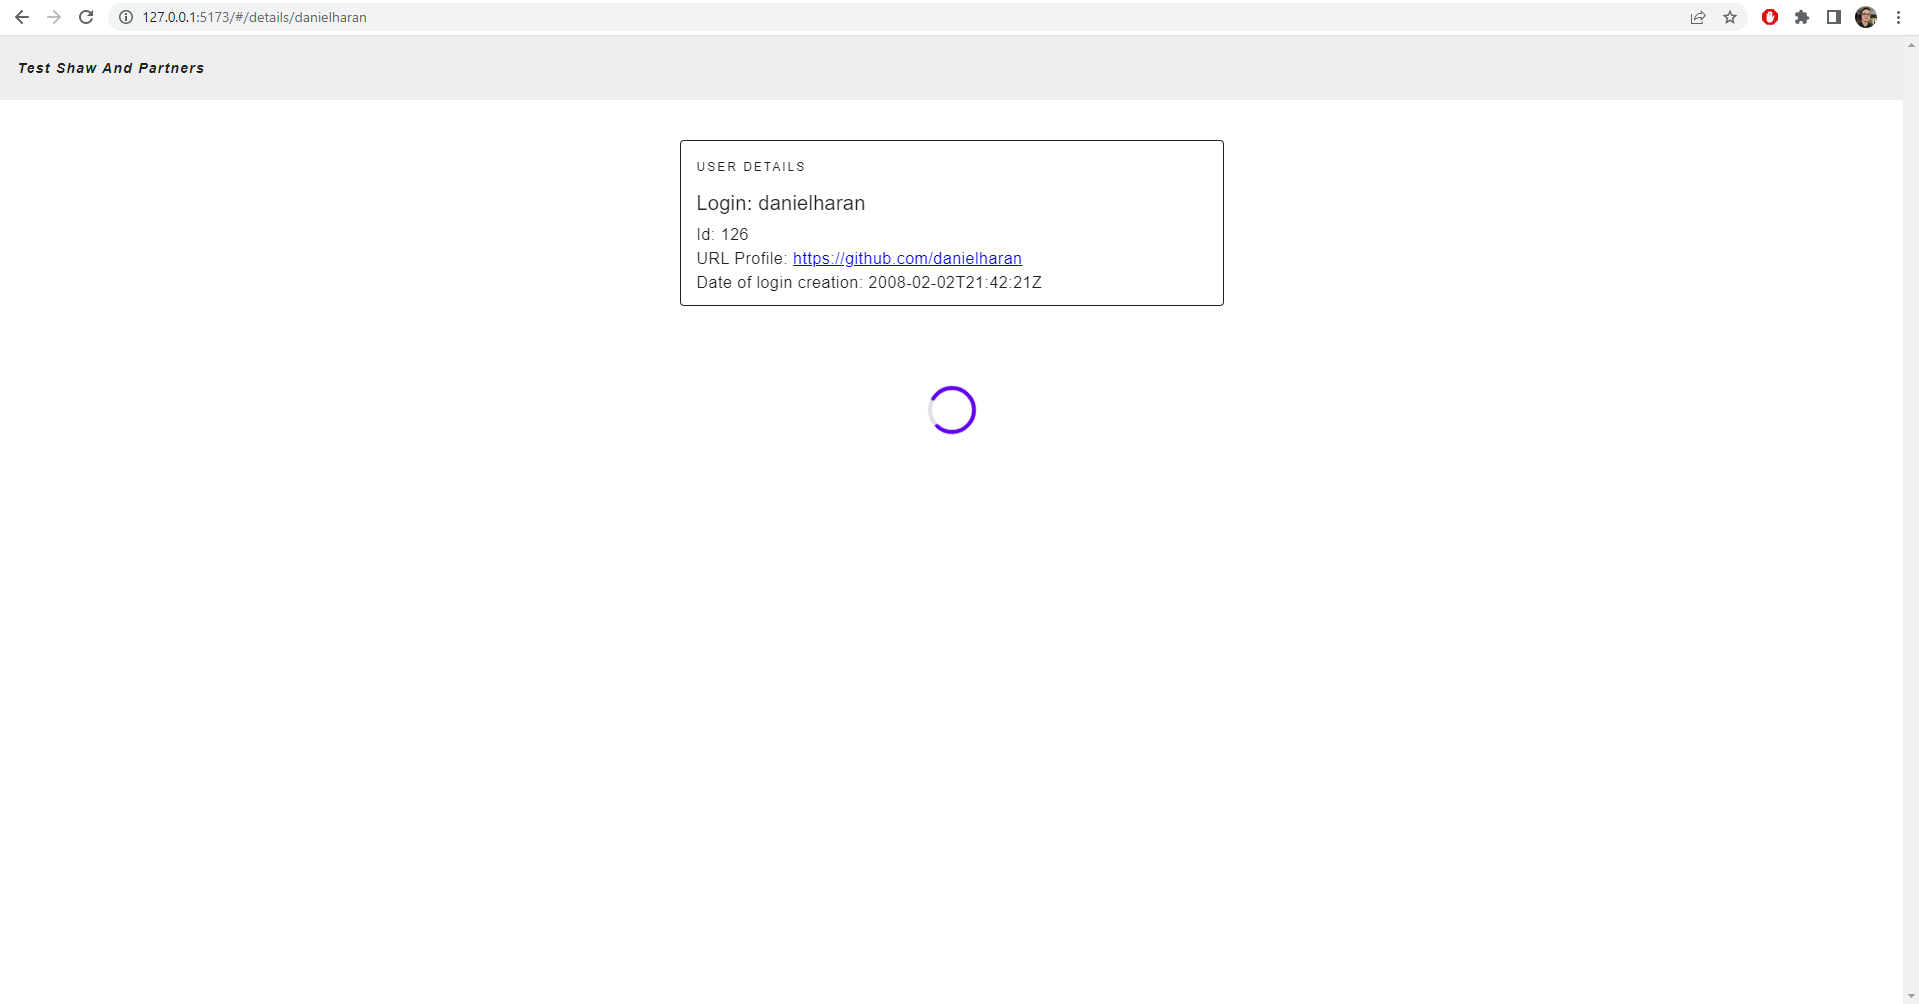 127.0.0.1:5173/#/details/danielharan
Test Shaw And Partners
USER DETAILS
Login: danielharan
Id: 126
URL Profile: https://github.com/danielharan
Date of login creation: 2008-02-02T21:42:21Z